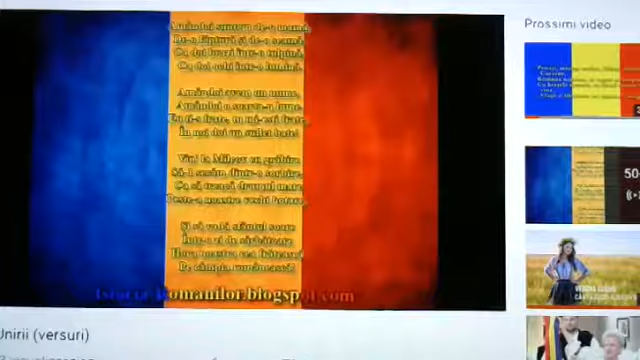 Prossimi video
Amândoi suntem de-o mamă
De-o făptură și de-o seamă
Ca doi brazi într-o tulpină
Ca doi ochi într-o lumină.
Amândoi avem un nume,
Amândoi o soartă-n lume.
Eu ți-s frate, tu mi-ești frate,
În noi doi un suflet bate!
Vin' la Milcov cu grăbire
Să-l secăm dintr-o sorbire,
Ca să treacă drumul mare
Peste-a noastre vechi hotare,
Și să vadă sfântul soare
Într-o zi de sărbătoare
Hora noastră cea frățească
Pe câmpia românească!
Istoria-Romanilor.blogspot.com
50+
Unirii (versuri)